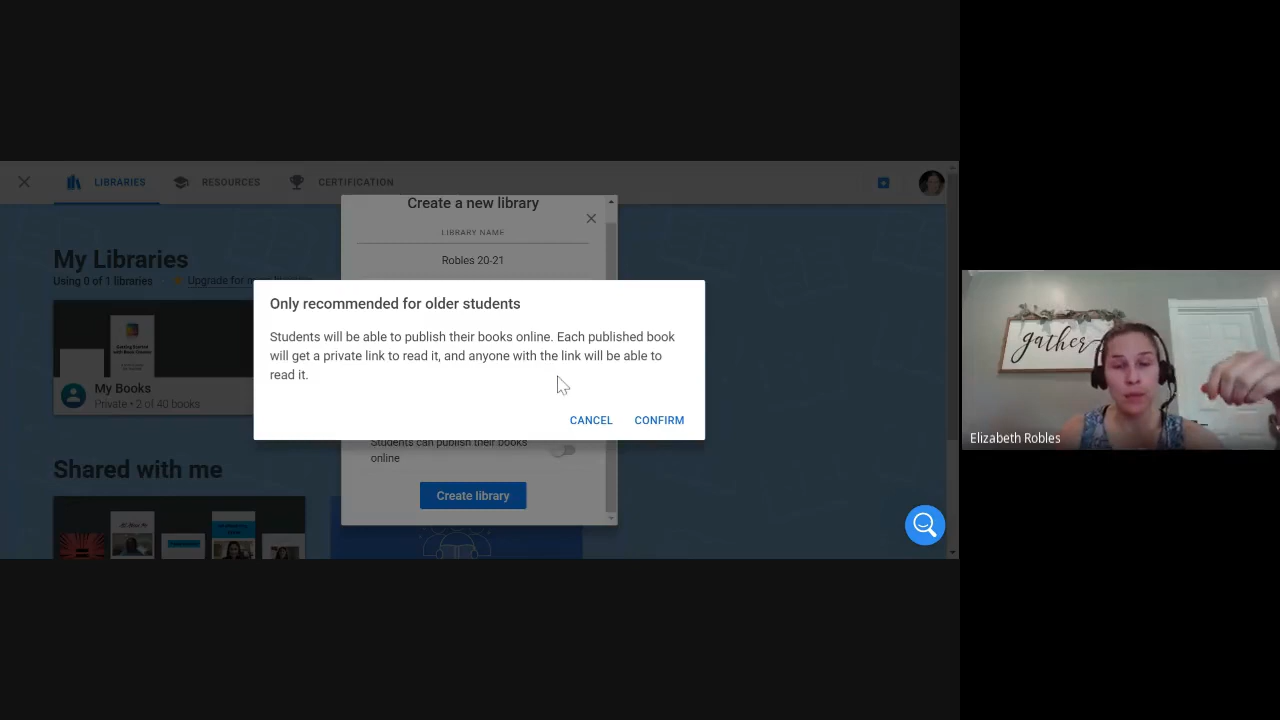 LIBRARIES RESOURCES CERTIFICATION
Create a new library
LIBRARY NAME
Robles 20-21
My Libraries
Using 0 of 1 libraries
Upgrade for
My Books
Private • 2 of 40 books
Only recommended for older students
Students will be able to publish their books online. Each published book
will get a private link to read it, and anyone with the link will be able to
read it.
CANCEL CONFIRM
Students can publish their books
online
Create library
Shared with me
gather
Elizabeth Robles